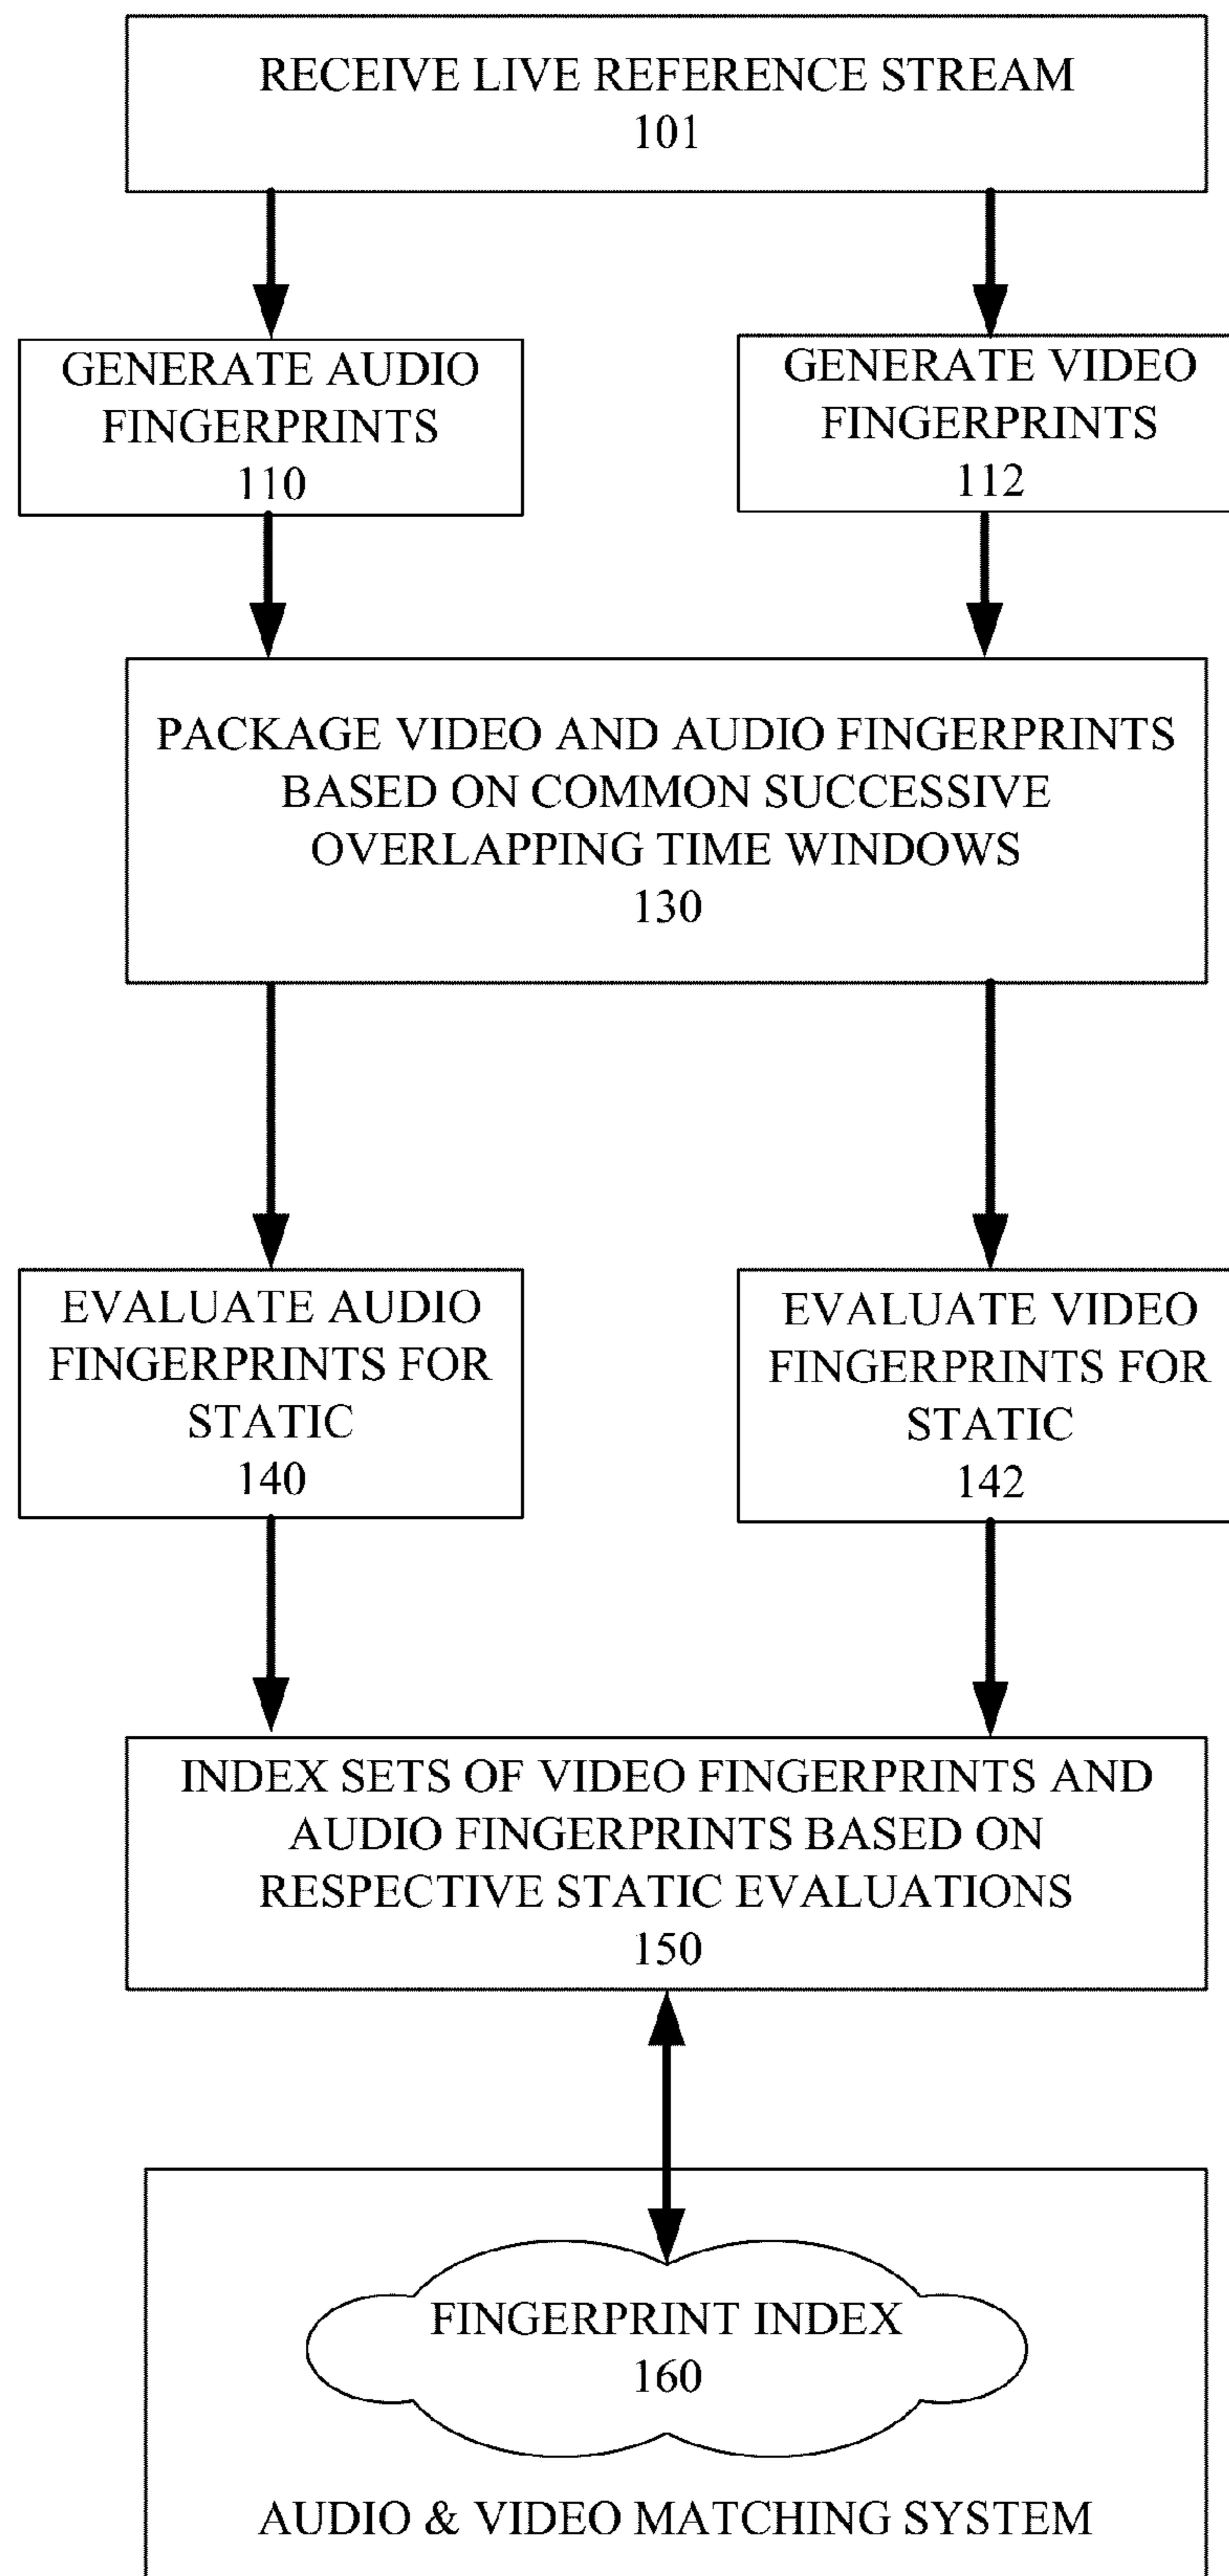 RECEIVE LIVE REFERENCE STREAM
101
GENERATE AUDIO
FINGERPRINTS
110
GENERATE VIDEO
FINGERPRINTS
112
PACKAGE VIDEO AND AUDIO FINGERPRINTS
BASED ON COMMON SUCCESSIVE
OVERLAPPING TIME WINDOWS
130
EVALUATE AUDIO
FINGERPRINTS FOR
STATIC
140
EVALUATE VIDEO
FINGERPRINTS FOR
STATIC
142
INDEX SETS OF VIDEO FINGERPRINTS AND
AUDIO FINGERPRINTS BASED ON
RESPECTIVE STATIC EVALUATIONS
150
FINGERPRINT INDEX
160
AUDIO & VIDEO MATCHING SYSTEM